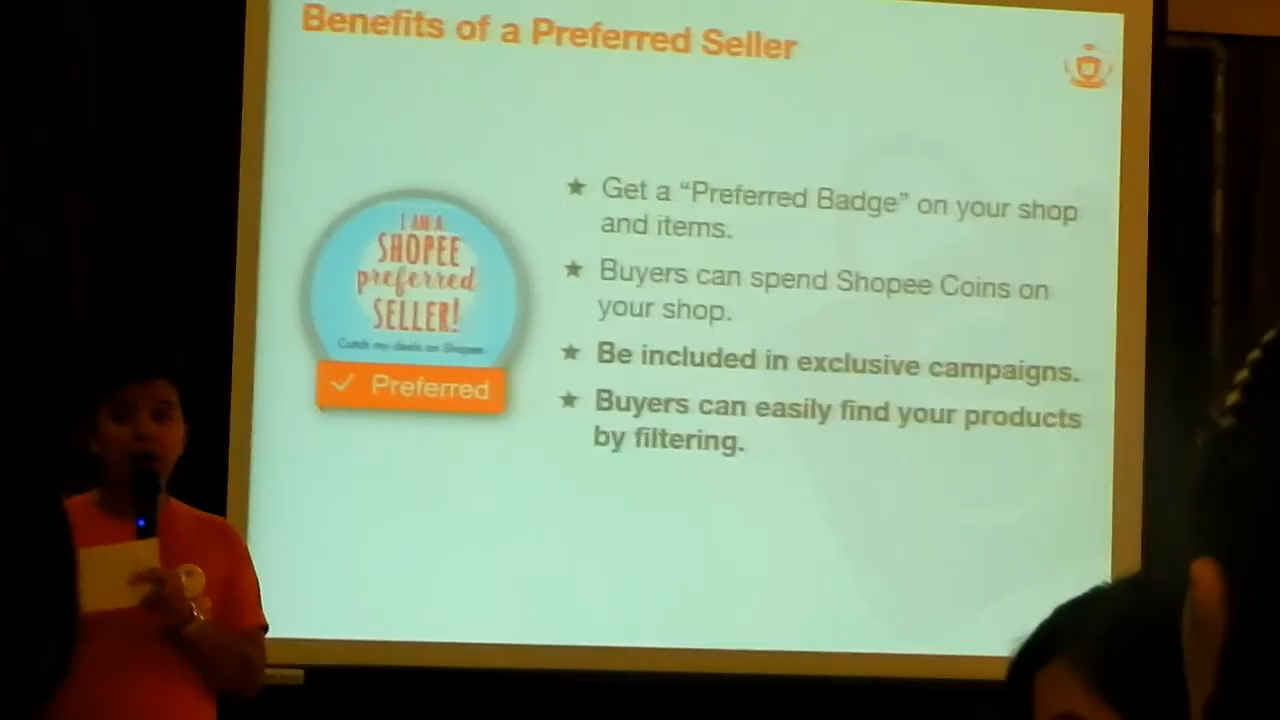 Benefits of a Preferred Seller
★ Get a “Preferred Badge” on your shop
and items.
★ Buyers can spend Shopee Coins on
your shop.
★ Be included in exclusive campaigns.
★ Buyers can easily find your products
by filtering.
I AM A
SHOPEE
preferred
SELLER!
Catch my deals on Shopee
✓ Preferred